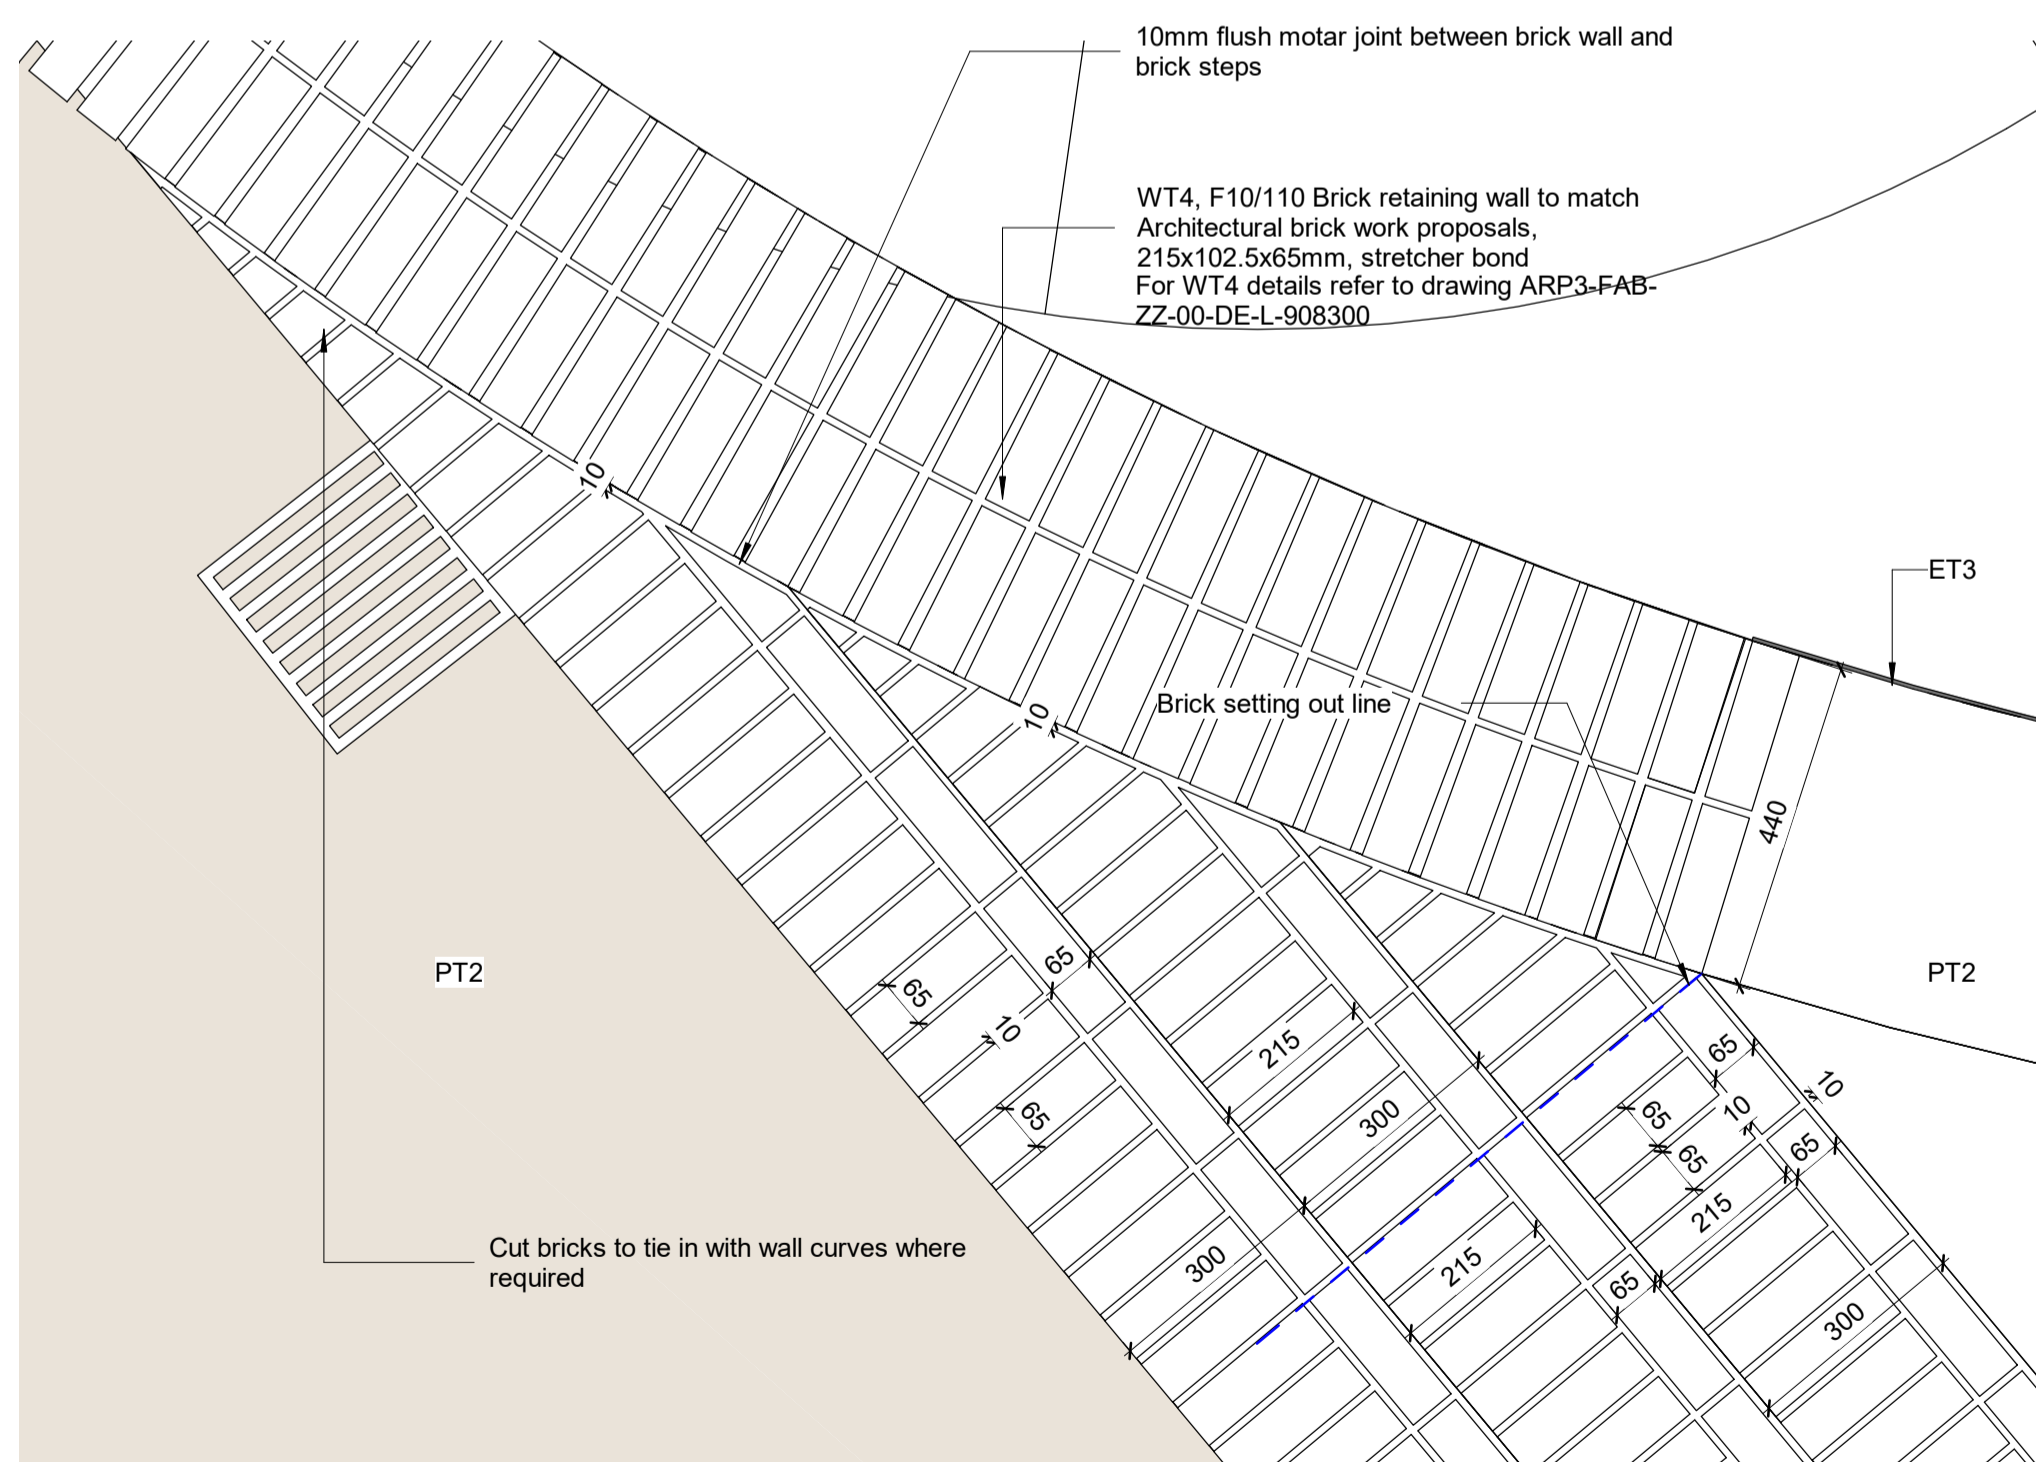 10mm flush motar joint between brick wall and
brick steps
WT4, F10/110 Brick retaining wall to match
Architectural brick work proposals,
215x102.5x65mm, stretcher bond
For WT4 details refer to drawing ARP3-FAB-
ZZ-00-DE-L-908300
10
ET3
10
Brick setting out line
440
PT2
65
65
10
65
215
300
PT2
65
10
10
65
65
65
215
Cut bricks to tie in with wall curves where
required
300
215
65
300